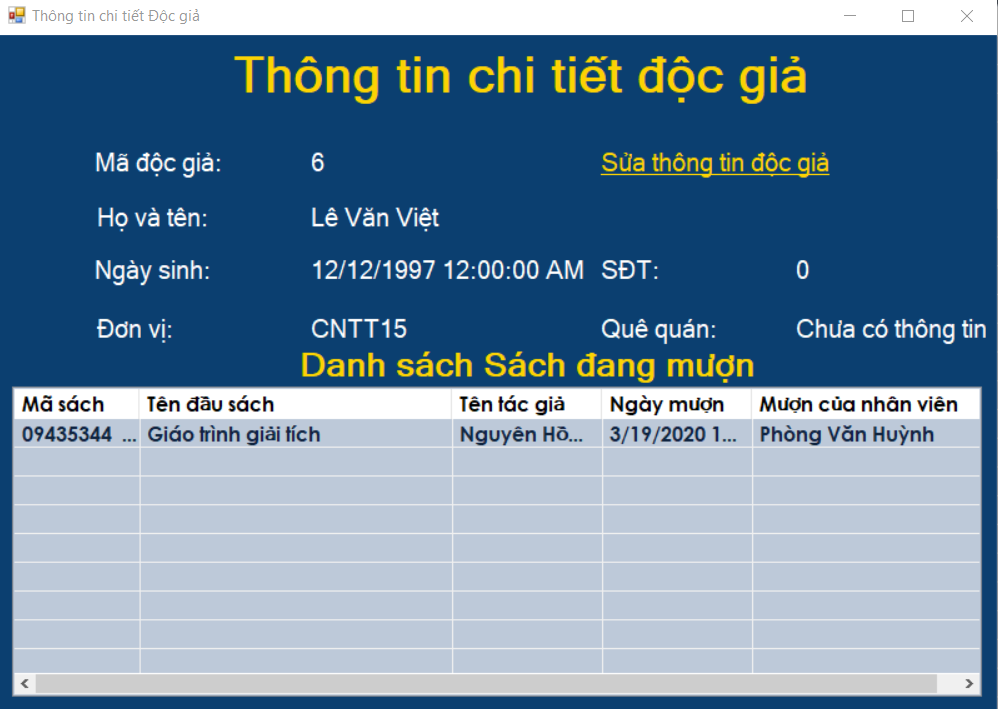 Thông tin chi tiết Độc giả
Thông tin chi tiết độc giả
Mã độc giả: 6 Sửa thông tin độc giả
Họ và tên: Lê Văn Việt
Ngày sinh: 12/12/1997 12:00:00 AM SĐT: 0
Đơn vị: CNTT15 Quê quán: Chưa có thông tin
Danh sách Sách đang mượn
Mã sách Tên đầu sách Tên tác giả Ngày mượn Mượn của nhân viên
09435344 ... Giáo trình giải tích Nguyên Hồ... 3/19/2020 1... Phòng Văn Huỳnh